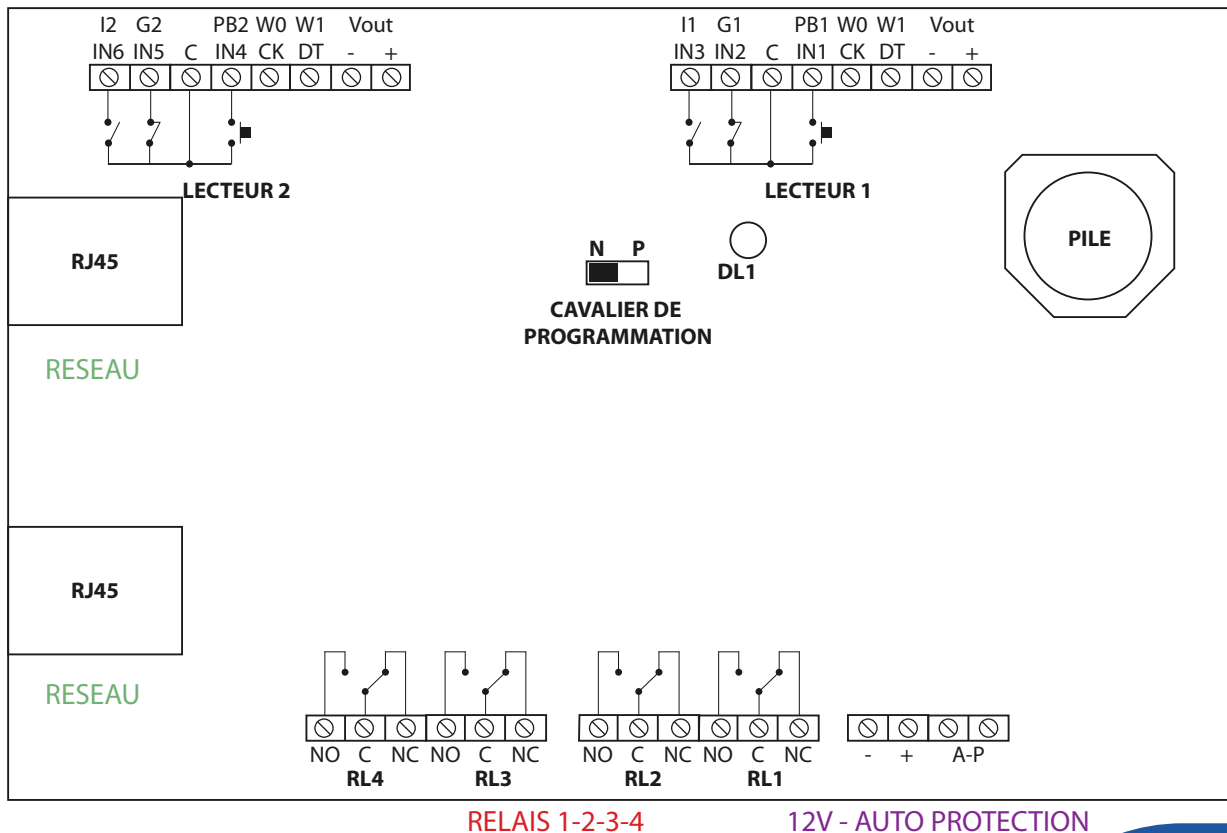 I2 G2 PB2 W0 W1 Vout
IN6 IN5 C IN4 CK DT - +
LECTEUR 2
I1 G1 PB1 W0 W1 Vout
IN3 IN2 C IN1 CK DT - +
LECTEUR 1
RJ45
RESEAU
N P
CAVALIER DE
PROGRAMMATION
DL1
PILE
RJ45
RESEAU
NO C NC NO C NC NO C NC NO C NC - + A-P
RL4 RL3 RL2 RL1
RELAIS 1-2-3-4 12V - AUTO PROTECTION